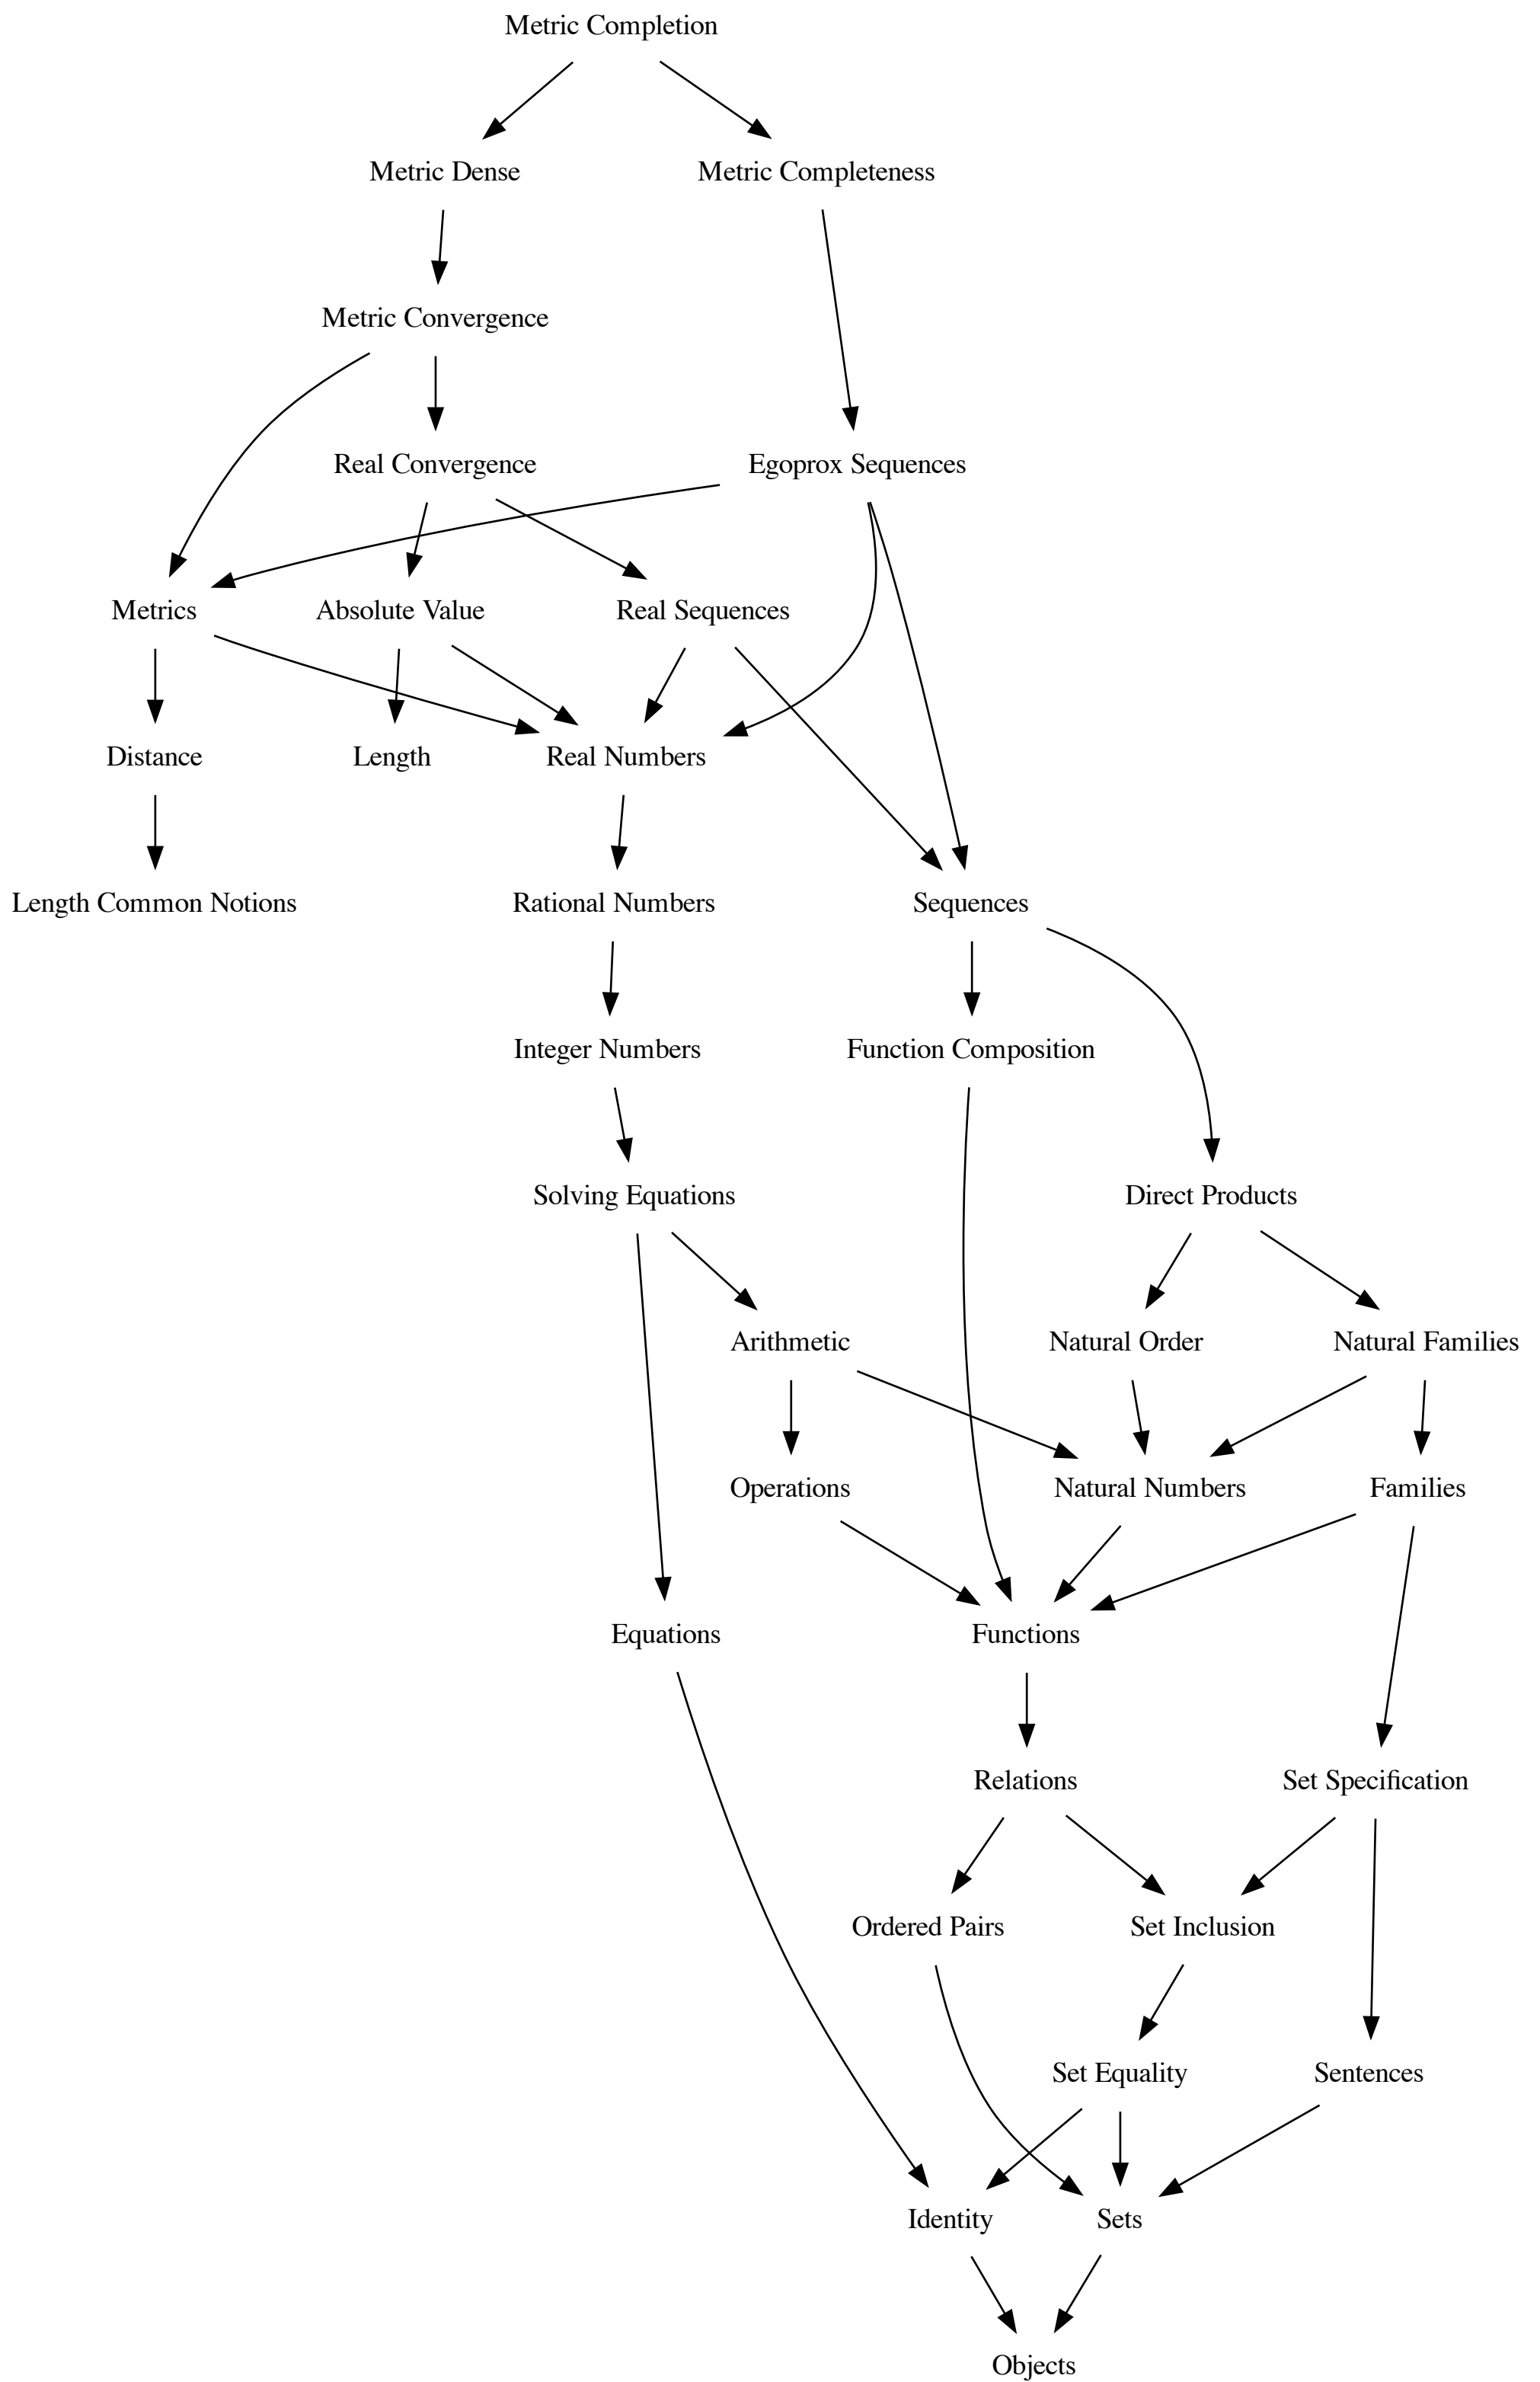 Metric Completion
Metric Dense
Metric Completeness
Metric Convergence
Real Convergence
Egoprox Sequences
Metrics
Absolute Value
Real Sequences
Distance
Length
Real Numbers
Length Common Notions
Rational Numbers
Sequences
Integer Numbers
Function Composition
Solving Equations
Direct Products
Arithmetic
Natural Order
Natural Families
Operations
Natural Numbers
Families
Equations
Functions
Relations
Set Specification
Ordered Pairs
Set Inclusion
Set Equality
Sentences
Identity
Sets
Objects